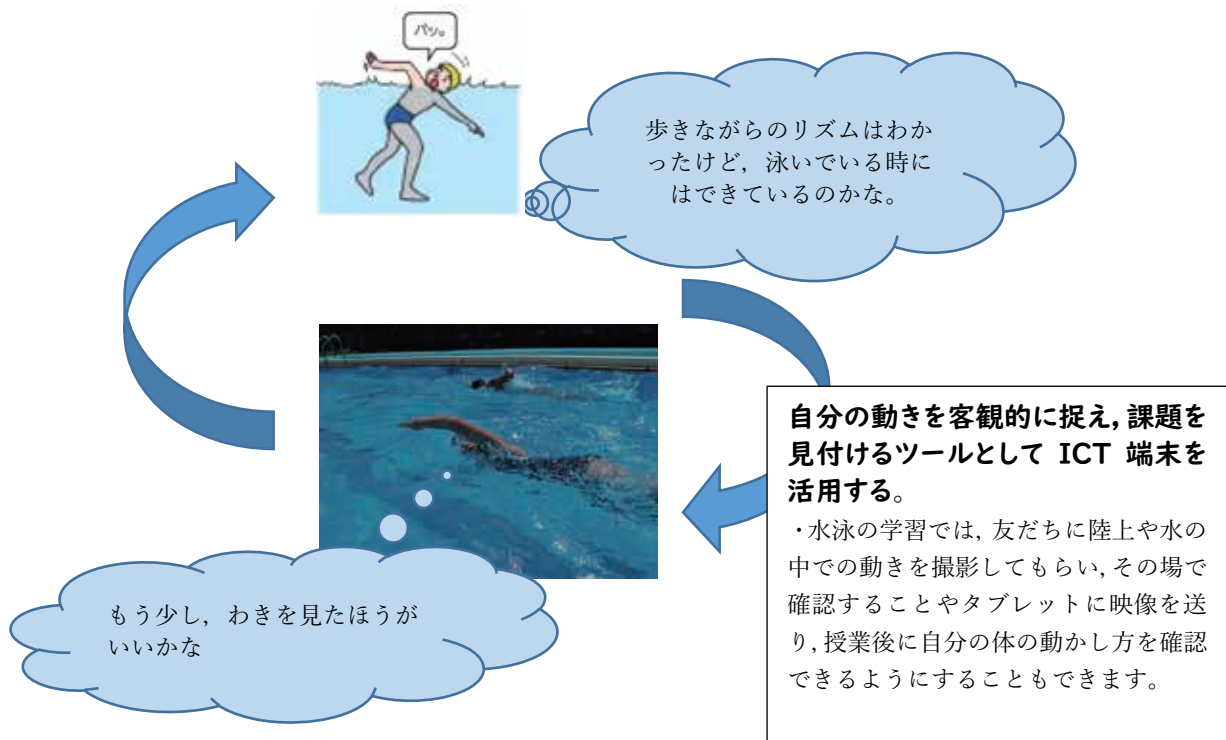 パッ。
歩きながらのリズムはわか
ったけど，泳いでいる時に
はできているのかな。
自分の動きを客観的に捉え，課題を
見付けるツールとして ICT 端末を
活用する。
・水泳の学習では，友だちに陸上や水の
中での動きを撮影してもらい，その場で
確認することやタブレットに映像を送
り，授業後に自分の体の動かし方を確認
できるようにすることもできます。
もう少し，わきを見たほうが
いいかな